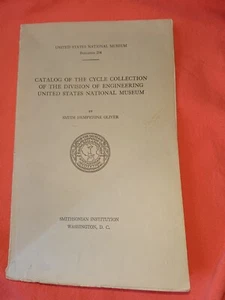 UNITED STATES NATIONAL MUSEUM
CATALOG OF THE CYCLE COLLECTION
OF THE DIVISION OF ENGINEERING
UNITED STATES NATIONAL MUSEUM
BY
SMITH HEMPSTONE OLIVER
SMITHSONIAN INSTITUTION
WASHINGTON, D. C.